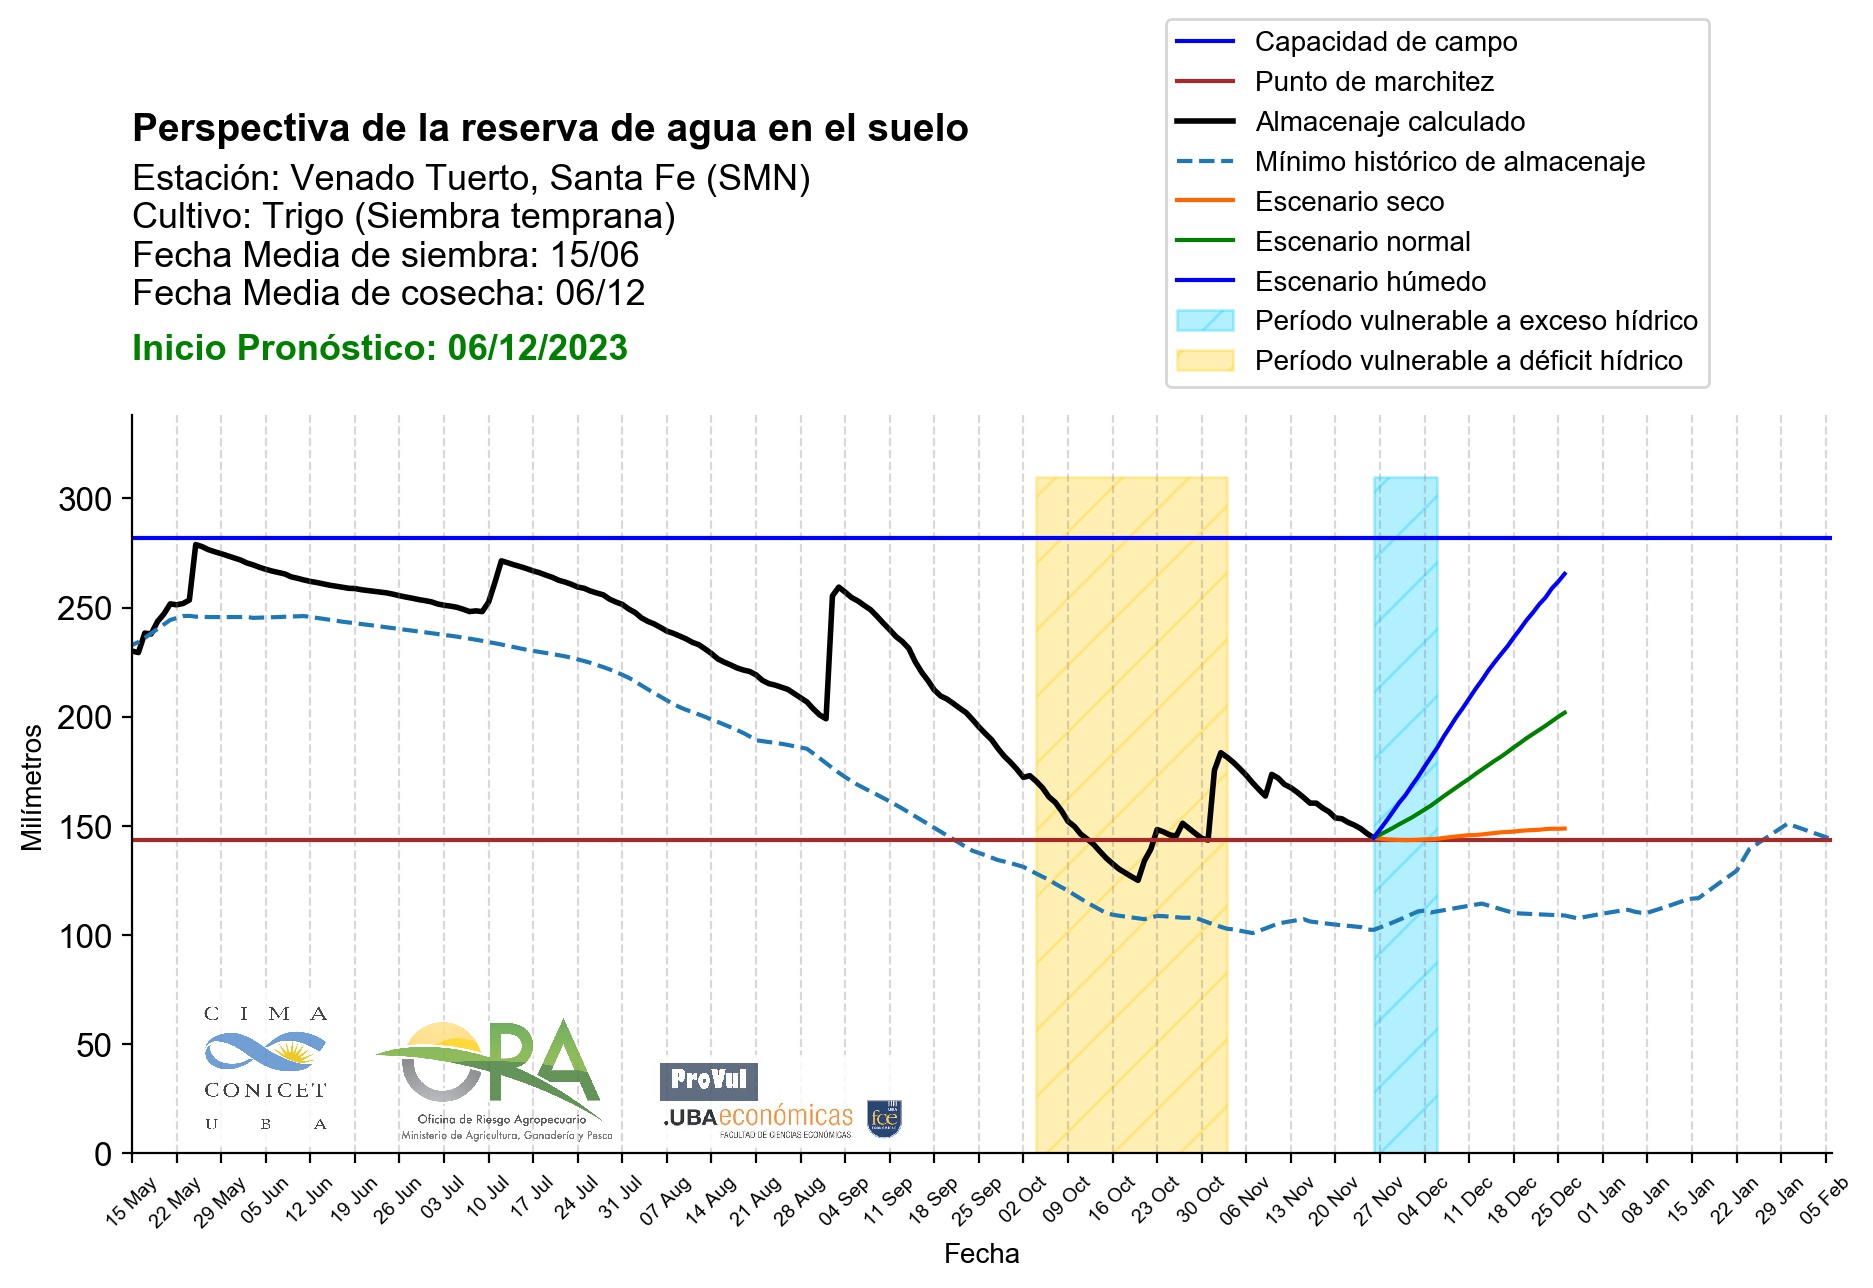 Capacidad de campo
Punto de marchitez
Almacenaje calculado
Mínimo histórico de almacenaje
Escenario seco
Escenario normal
Escenario húmedo
Período vulnerable a exceso hídrico
Período vulnerable a déficit hídrico
Perspectiva de la reserva de agua en el suelo
Estación: Venado Tuerto, Santa Fe (SMN)
Cultivo: Trigo (Siembra temprana)
Fecha Media de siembra: 15/06
Fecha Media de cosecha: 06/12
Inicio Pronóstico: 06/12/2023
Milímetros
300
250
200
150
100
50
0
CIMA
CONICET
UBA
ORA
Oficina de Riesgo Agropecuario
Ministerio de Agricultura, Ganadería y Pesca
ProVul
.UBAeconómicas
FACULTAD DE CIENCIAS ECONÓMICAS
UBA
fce
ECONÓMICAS
15 May
22 May
29 May
05 Jun
12 Jun
19 Jun
26 Jun
03 Jul
10 Jul
17 Jul
24 Jul
31 Jul
07 Aug
14 Aug
21 Aug
28 Aug
04 Sep
11 Sep
18 Sep
25 Sep
02 Oct
09 Oct
16 Oct
23 Oct
30 Oct
06 Nov
13 Nov
20 Nov
27 Nov
04 Dec
11 Dec
18 Dec
25 Dec
01 Jan
08 Jan
15 Jan
22 Jan
29 Jan
05 Feb
Fecha